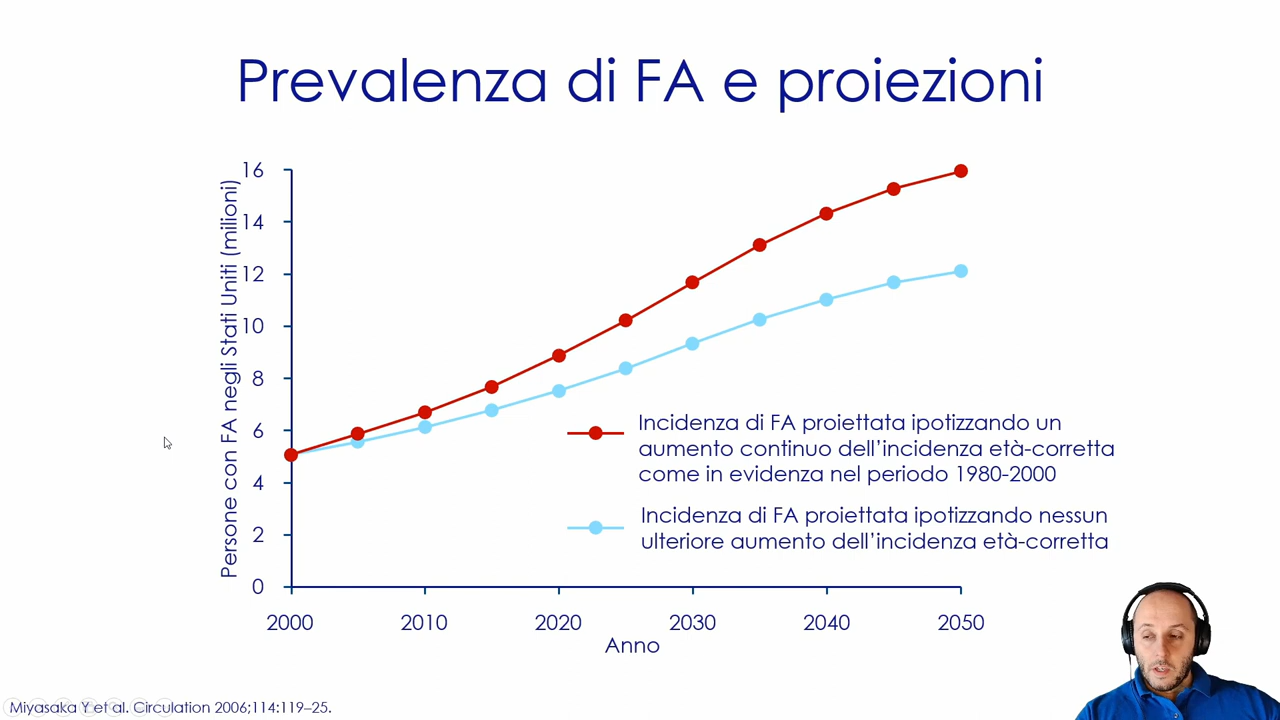 Prevalenza di FA e proiezioni
Persone con FA negli Stati Uniti (milioni)
16
14
12
10
8
6
4
2
0
2000 2010 2020 2030 2040 2050
Anno
Incidenza di FA proiettata ipotizzando un
aumento continuo dell’incidenza età-corretta
come in evidenza nel periodo 1980-2000
Incidenza di FA proiettata ipotizzando nessun
ulteriore aumento dell’incidenza età-corretta
Miyasaka Y et al. Circulation 2006;114:119–25.